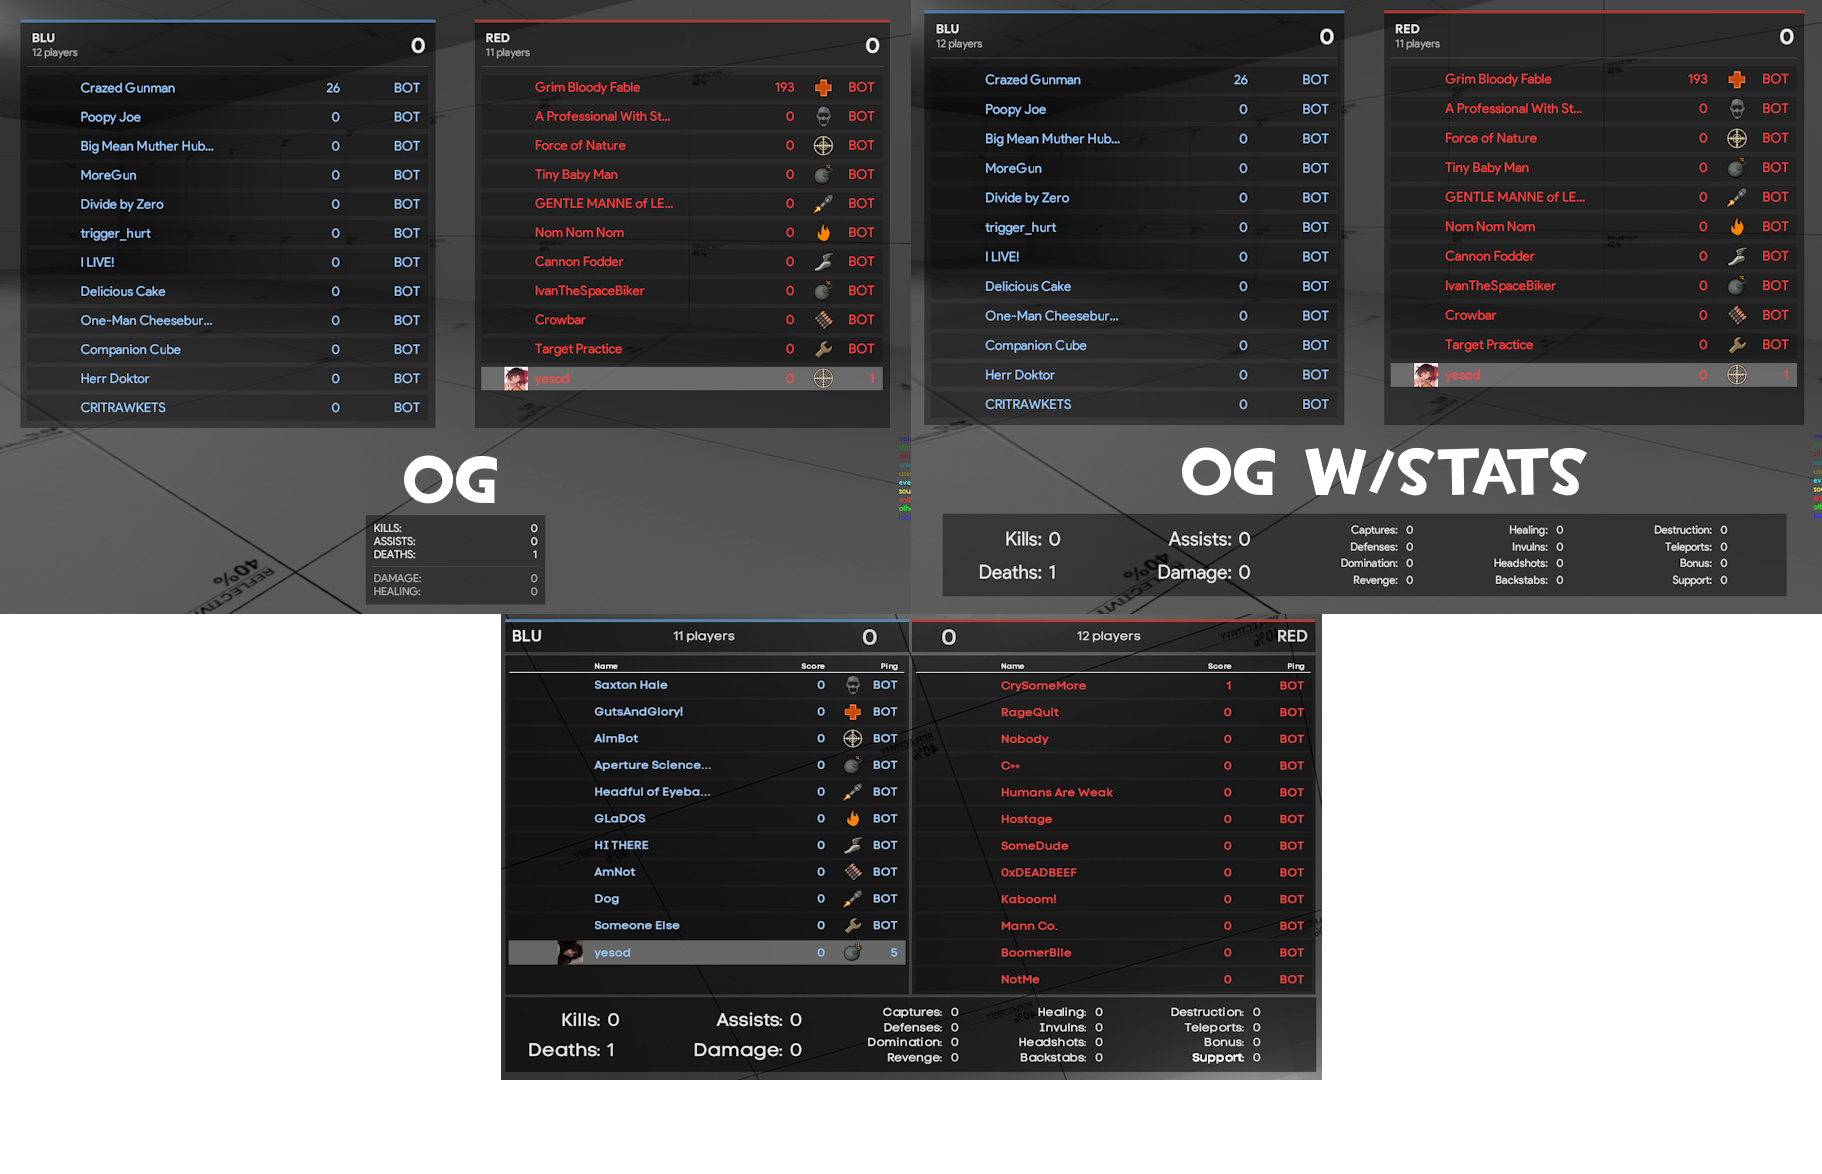 BLU
12 players
0
Crazed Gunman 26 BOT
Poopy Joe 0 BOT
Big Mean Muther Hub... 0 BOT
MoreGun 0 BOT
Divide by Zero 0 BOT
trigger_hurt 0 BOT
I LIVE! 0 BOT
Delicious Cake 0 BOT
One-Man Cheesebur... 0 BOT
Companion Cube 0 BOT
Herr Doktor 0 BOT
CRITRAWKETS 0 BOT
RED
11 players
0
Grim Bloody Fable 193 BOT
A Professional With St... 0 BOT
Force of Nature 0 BOT
Tiny Baby Man 0 BOT
GENTLE MANNE of LE... 0 BOT
Nom Nom Nom 0 BOT
Cannon Fodder 0 BOT
IvanTheSpaceBiker 0 BOT
Crowbar 0 BOT
Target Practice 0 BOT
yesod 0 1
OG
KILLS: 0
ASSISTS: 0
DEATHS: 1
DAMAGE: 0
HEALING: 0
40%
BLU
12 players
0
Crazed Gunman 26 BOT
Poopy Joe 0 BOT
Big Mean Muther Hub... 0 BOT
MoreGun 0 BOT
Divide by Zero 0 BOT
trigger_hurt 0 BOT
I LIVE! 0 BOT
Delicious Cake 0 BOT
One-Man Cheesebur... 0 BOT
Companion Cube 0 BOT
Herr Doktor 0 BOT
CRITRAWKETS 0 BOT
RED
11 players
0
Grim Bloody Fable 193 BOT
A Professional With St... 0 BOT
Force of Nature 0 BOT
Tiny Baby Man 0 BOT
GENTLE MANNE of LE... 0 BOT
Nom Nom Nom 0 BOT
Cannon Fodder 0 BOT
IvanTheSpaceBiker 0 BOT
Crowbar 0 BOT
Target Practice 0 BOT
yesod 0 1
OG W/STATS
Kills: 0 Assists: 0
Deaths: 1 Damage: 0
Captures: 0 Healing: 0 Destruction: 0
Defenses: 0 Invulns: 0 Teleports: 0
Domination: 0 Headshots: 0 Bonus: 0
Revenge: 0 Backstabs: 0 Support: 0
BLU 11 players 0
Name Score Ping
Saxton Hale 0 BOT
GutsAndGlory! 0 BOT
AimBot 0 BOT
Aperture Science... 0 BOT
Headful of Eyeba... 0 BOT
GLaDOS 0 BOT
HI THERE 0 BOT
AmNot 0 BOT
Dog 0 BOT
Someone Else 0 BOT
yesod 0 5
0 12 players RED
Name Score Ping
CrySomeMore 1 BOT
RageQuit 0 BOT
Nobody 0 BOT
C++ 0 BOT
Humans Are Weak 0 BOT
Hostage 0 BOT
SomeDude 0 BOT
0xDEADBEEF 0 BOT
Kaboom! 0 BOT
Mann Co. 0 BOT
BoomerBile 0 BOT
NotMe 0 BOT
Kills: 0 Assists: 0
Deaths: 1 Damage: 0
Captures: 0 Healing: 0 Destruction: 0
Defenses: 0 Invulns: 0 Teleports: 0
Domination: 0 Headshots: 0 Bonus: 0
Revenge: 0 Backstabs: 0 Support: 0